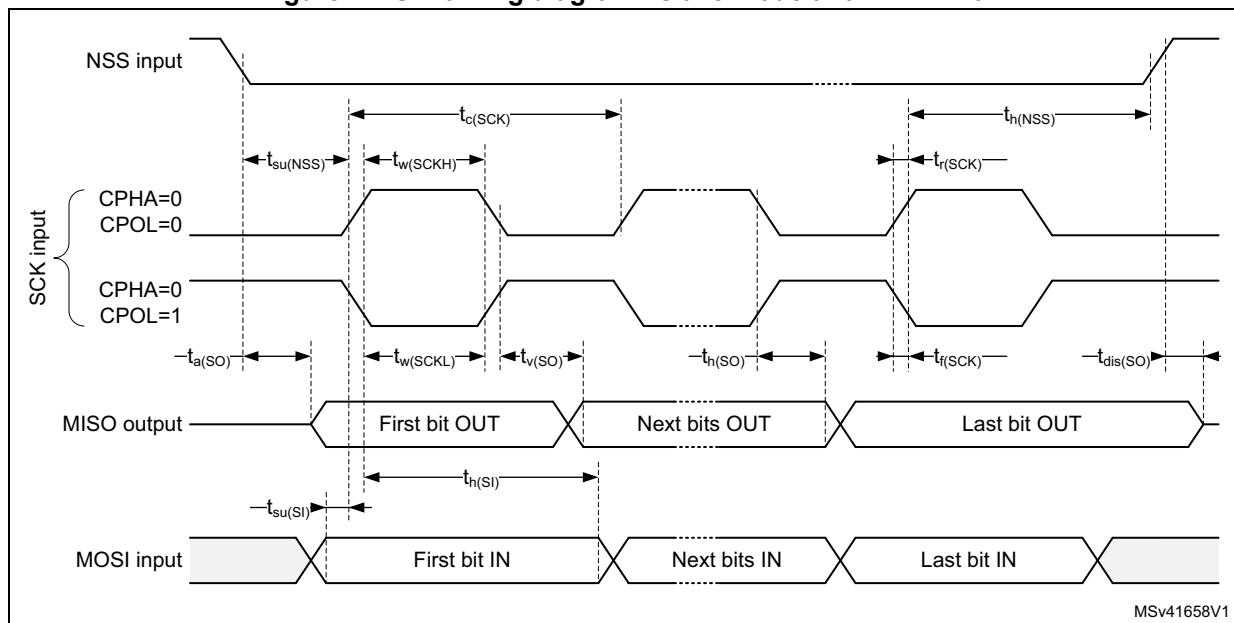 NSS input
tc(SCK)
th(NSS)
tsu(NSS)
tw(SCKH)
tr(SCK)
CPHA=0
CPOL=0
SCK input
CPHA=0
CPOL=1
ta(SO)
tw(SCKL)
tv(SO)
th(SO)
tf(SCK)
tdis(SO)
MISO output
First bit OUT
Next bits OUT
Last bit OUT
th(SI)
tsu(SI)
MOSI input
First bit IN
Next bits IN
Last bit IN
MSv41658V1